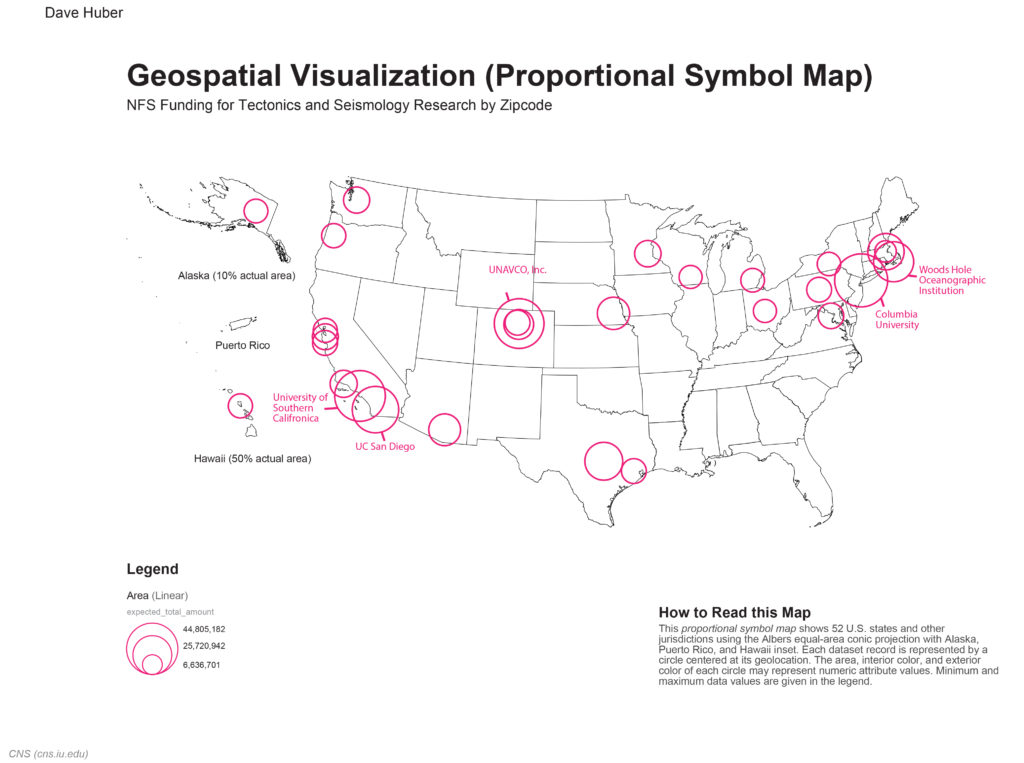 Dave Huber
Geospatial Visualization (Proportional Symbol Map)
NFS Funding for Tectonics and Seismology Research by Zipcode
Alaska (10% actual area)
UNAVCO, Inc.
Woods Hole
Oceanographic
Institution
Columbia
University
Puerto Rico
University of
Southern
Califronica
UC San Diego
Hawaii (50% actual area)
Legend
Area (Linear)
expected_total_amount
44,805,182
25,720,942
6,636,701
How to Read this Map
This proportional symbol map shows 52 U.S. states and other
jurisdictions using the Albers equal-area conic projection with Alaska,
Puerto Rico, and Hawaii inset. Each dataset record is represented by a
circle centered at its geolocation. The area, interior color, and exterior
color of each circle may represent numeric attribute values. Minimum and
maximum data values are given in the legend.
CNS (cns.iu.edu)